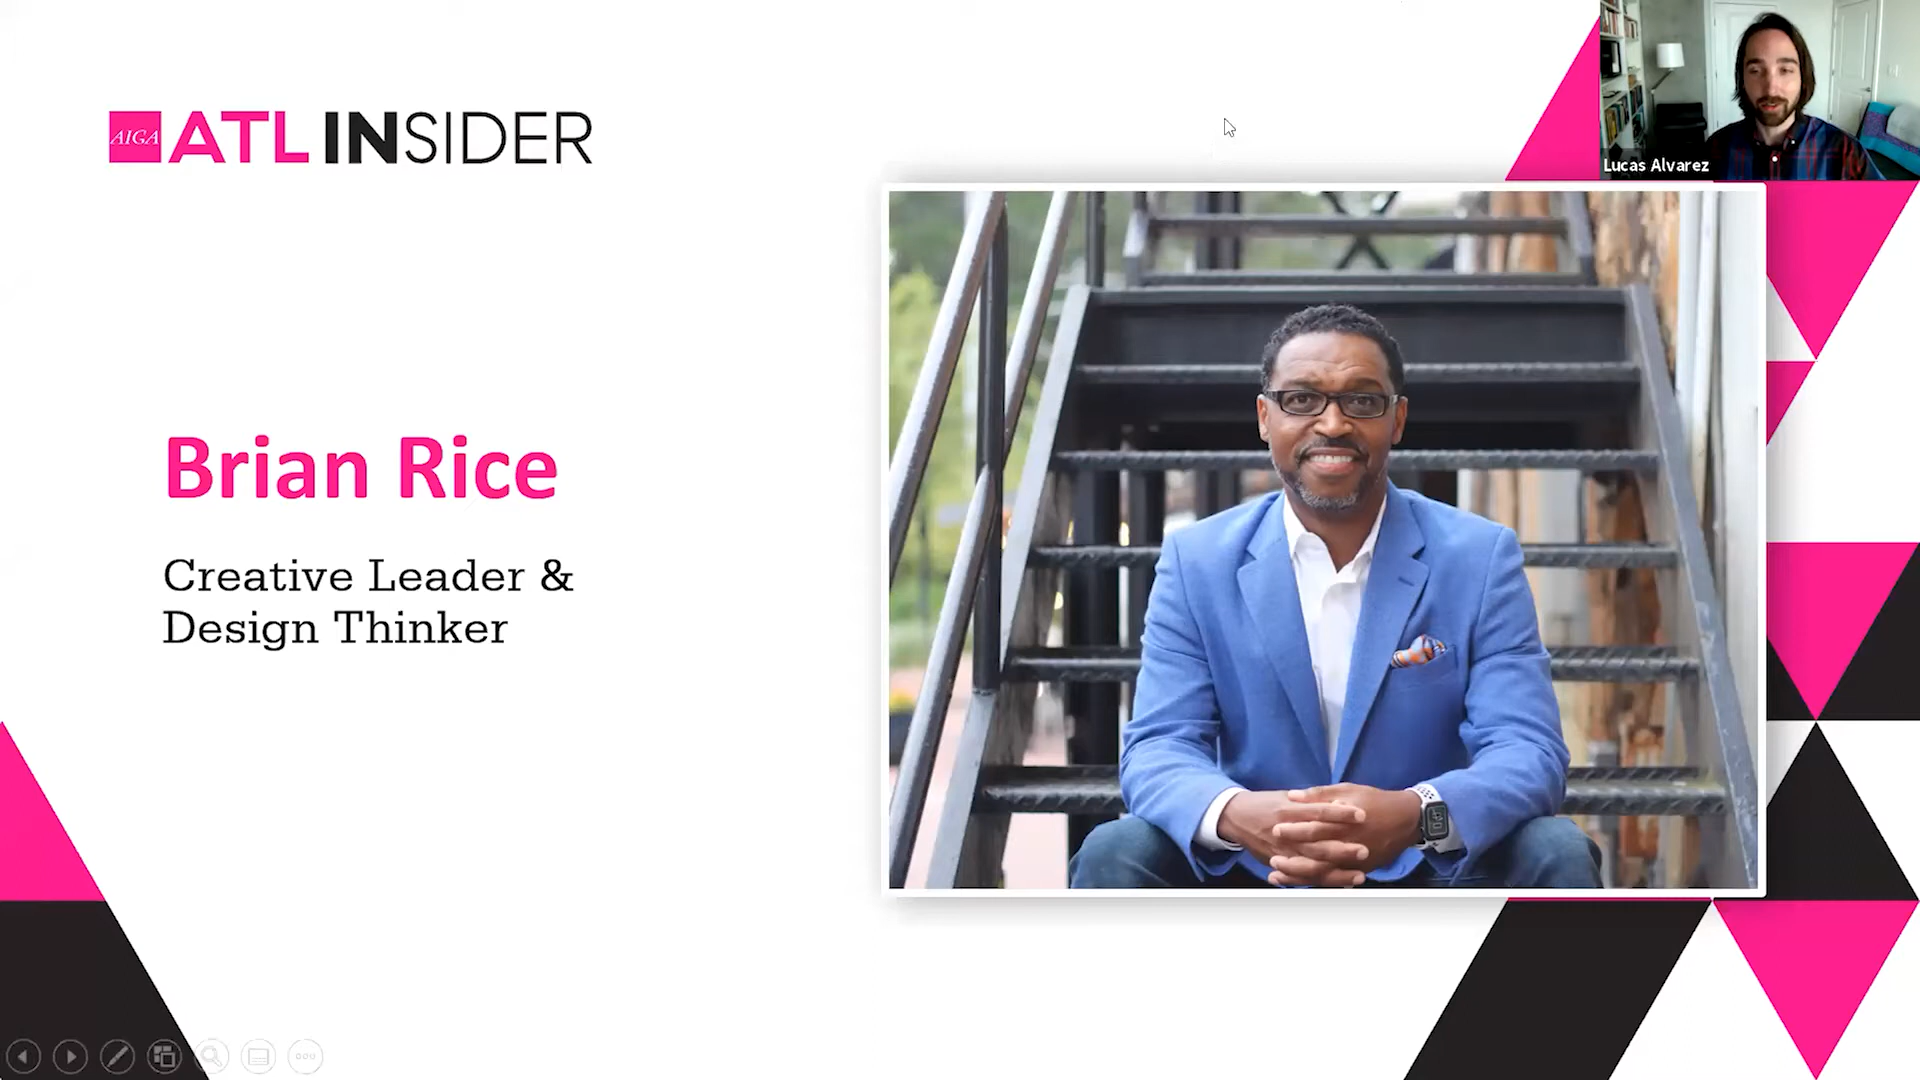 AIGA ATL INSIDER
Lucas Alvarez
Brian Rice
Creative Leader &
Design Thinker